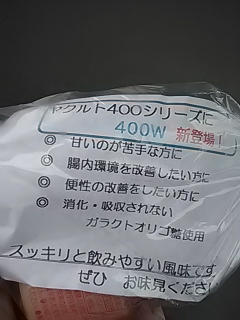 ヤクルト400シリーズに
400W 新登場!
◎ 甘いのが苦手な方に
◎ 腸内環境を改善したい方に
◎ 便性の改善をしたい方に
◎ 消化・吸収されない
ガラクトオリゴ糖使用
スッキリと飲みやすい風味です
ぜひ お味見ください